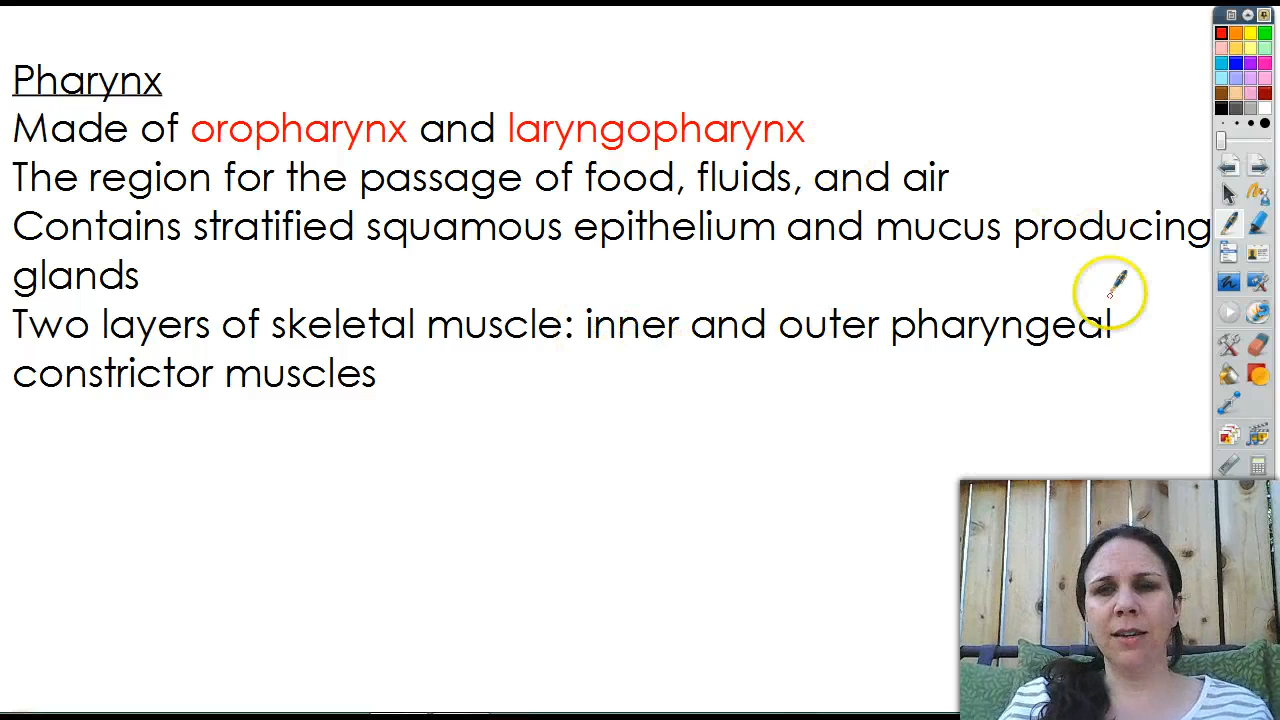 Pharynx
Made of oropharynx and laryngopharynx
The region for the passage of food, fluids, and air
Contains stratified squamous epithelium and mucus producing
glands
Two layers of skeletal muscle: inner and outer pharyngeal
constrictor muscles